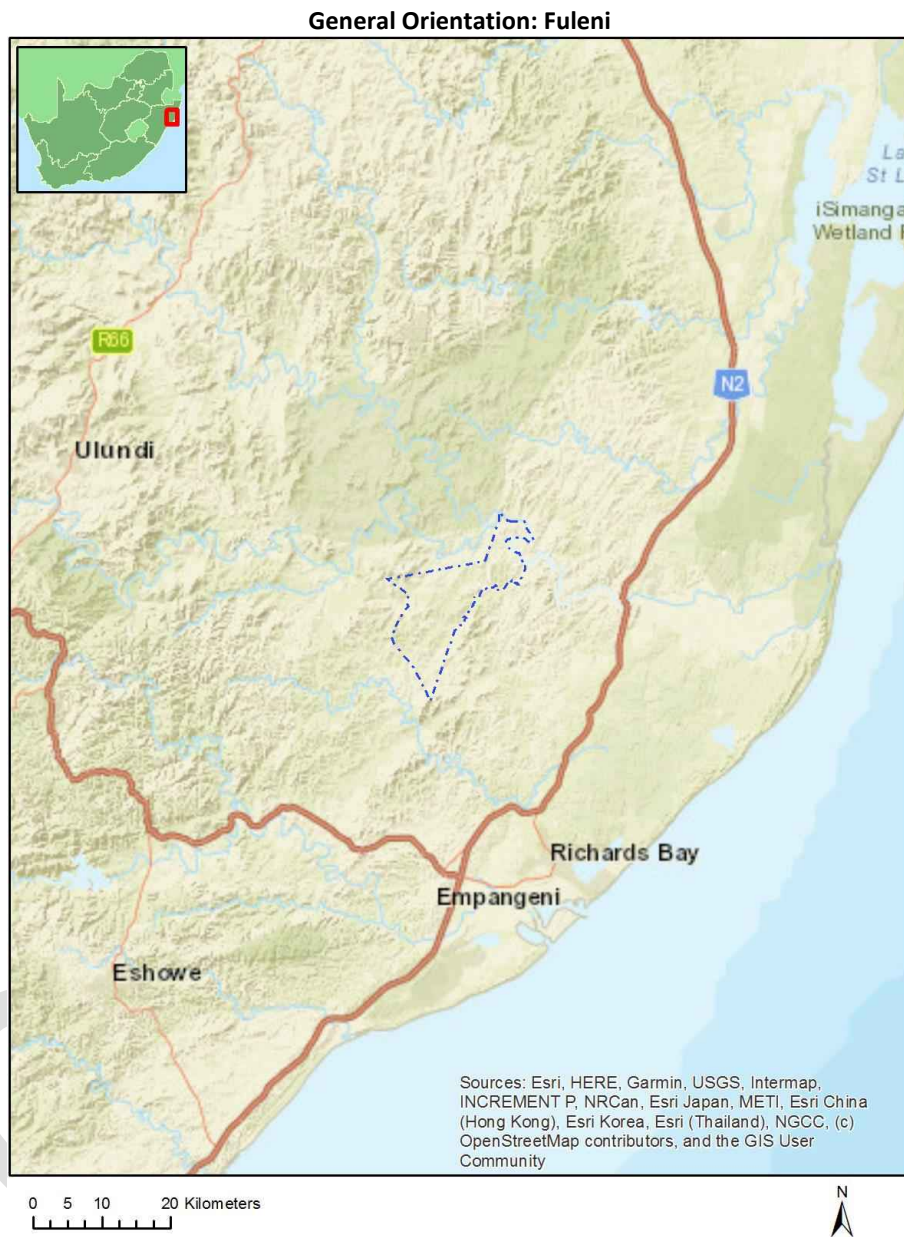 General Orientation: Fuleni
La
St L
iSimanga
Wetland
R66
N2
Ulundi
Richards Bay
Empangeni
Eshowe
Sources: Esri, HERE, Garmin, USGS, Intermap,
INCREMENT P, NRCan, Esri Japan, METI, Esri China
(Hong Kong), Esri Korea, Esri (Thailand), NGCC, (c)
OpenStreetMap contributors, and the GIS User
Community
0 5 10 20 Kilometers
N